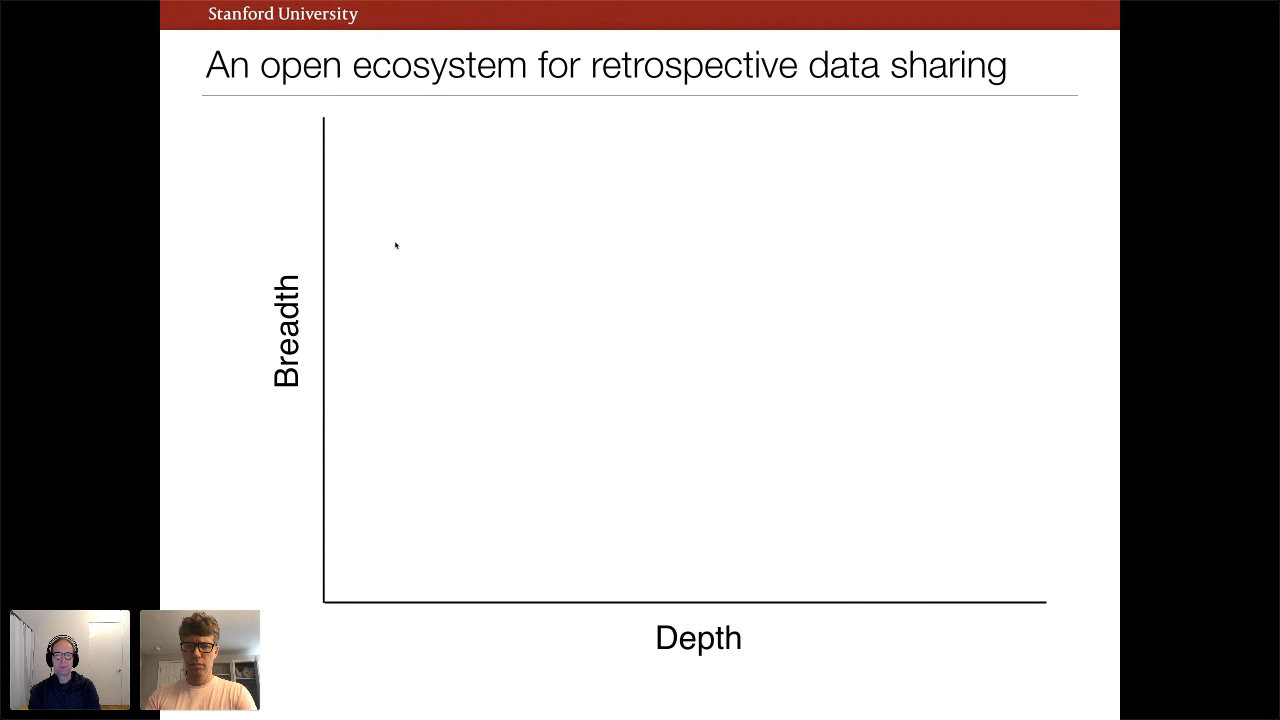 Stanford University
An open ecosystem for retrospective data sharing
Breadth
Depth